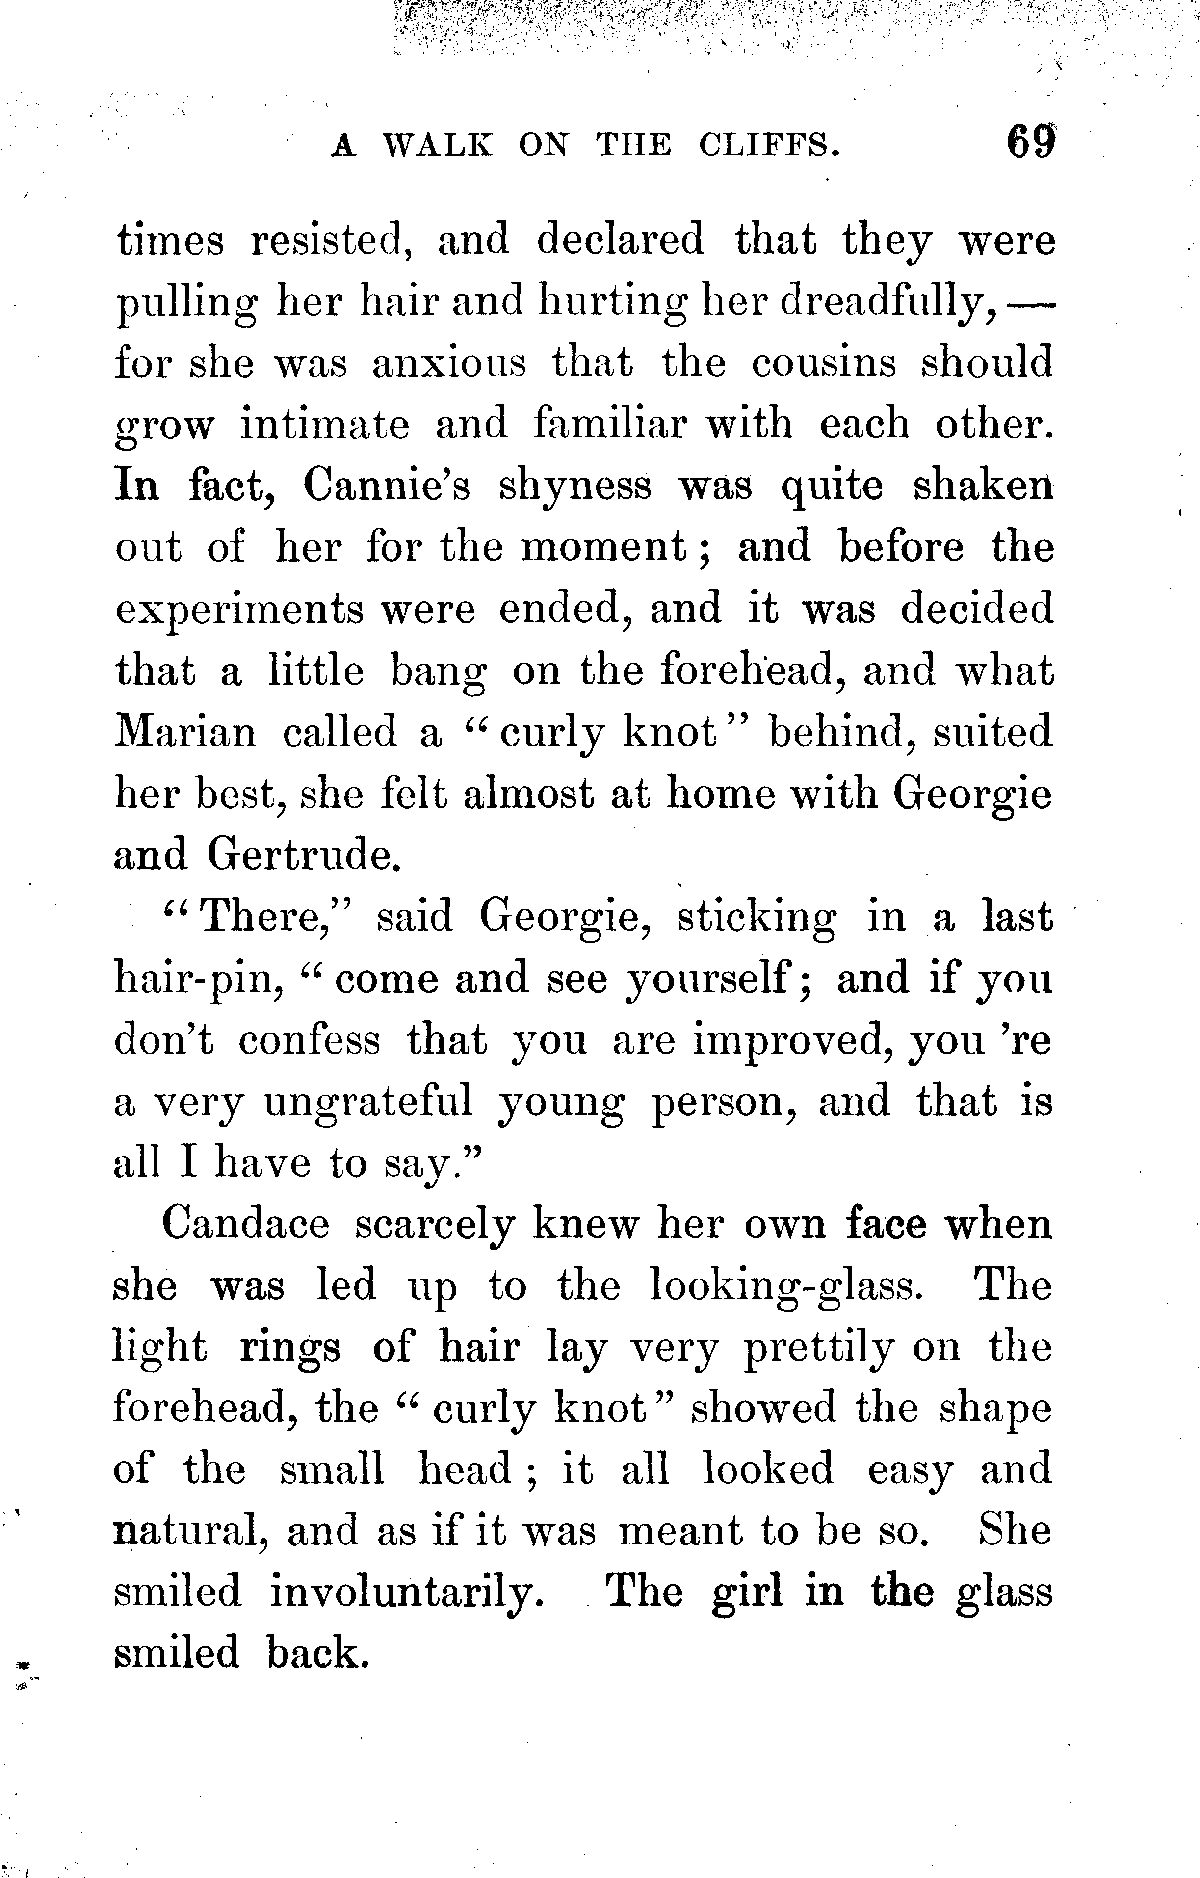 A WALK ON THE CLIFFS. 69
times resisted, and declared that they were
pulling her hair and hurting her dreadfully,—
for she was anxious that the cousins should
grow intimate and familiar with each other.
In fact, Cannie's shyness was quite shaken
out of her for the moment; and before the
experiments were ended, and it was decided
that a little bang on the forehead, and what
Marian called a "curly knot" behind, suited
her best, she felt almost at home with Georgie
and Gertrude.
"There," said Georgie, sticking in a last
hair-pin, "come and see yourself; and if you
don't confess that you are improved, you 're
a very ungrateful young person, and that is
all I have to say."
Candace scarcely knew her own face when
she was led up to the looking-glass. The
light rings of hair lay very prettily on the
forehead, the "curly knot" showed the shape
of the small head; it all looked easy and
natural, and as if it was meant to be so. She
smiled involuntarily. The girl in the glass
smiled back.